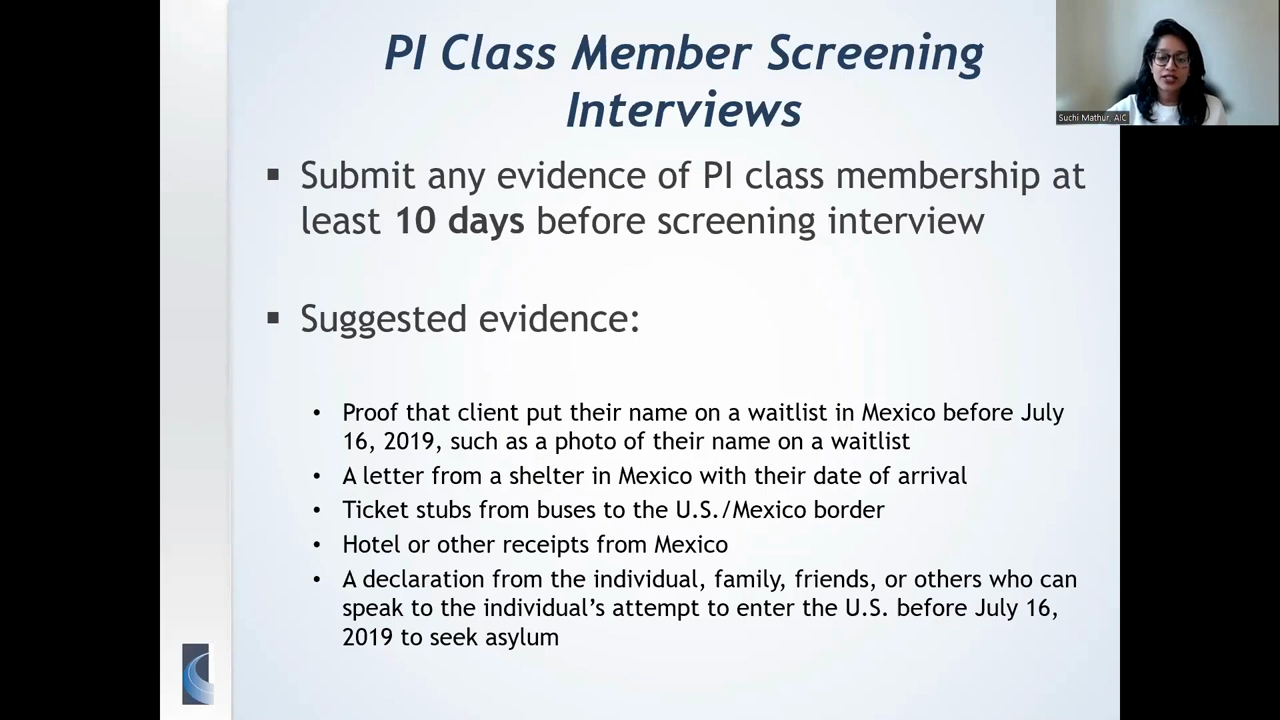 PI Class Member Screening
Interviews
Suchi Mathur, AIC
▪ Submit any evidence of PI class membership at
least 10 days before screening interview
▪ Suggested evidence:
• Proof that client put their name on a waitlist in Mexico before July
16, 2019, such as a photo of their name on a waitlist
• A letter from a shelter in Mexico with their date of arrival
• Ticket stubs from buses to the U.S./Mexico border
• Hotel or other receipts from Mexico
• A declaration from the individual, family, friends, or others who can
speak to the individual’s attempt to enter the U.S. before July 16,
2019 to seek asylum